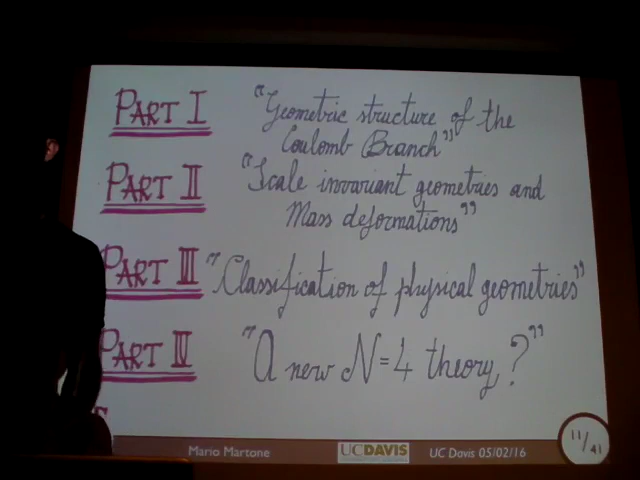 PART I "Geometric structure of the
Coulomb Branch"
PART II "Scale invariant geometries and
Mass deformations"
PART III "Classification of physical geometries"
PART IV "A new N=4 theory?"
Mario Martone UCDAVIS UC Davis 05/02/16 11/41